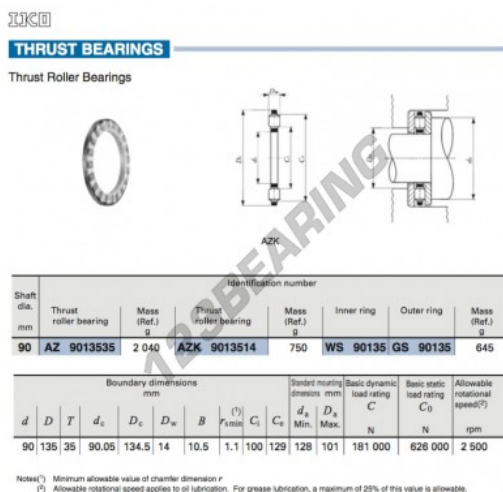 IKO
THRUST BEARINGS
Thrust Roller Bearings
AZK
123BEARING
Identification number
Shaft dia. mm
Thrust roller bearing
Mass (Ref.) g
Thrust roller bearing
Mass (Ref.) g
Inner ring
Outer ring
Mass (Ref.) g
90 AZ 9013535 2 040 AZK 9013514 750 WS 90135 GS 90135 645
Boundary dimensions mm
Standard mounting dimensions mm
Basic dynamic load rating C N
Basic static load rating C0 N
Allowable rotational speed(2) rpm
d D T dc Dc Dw B rsmin(1) Ci Ce da Min. Da Max.
90 135 35 90.05 134.5 14 10.5 1.1 100 129 128 101 181 000 626 000 2 500
Notes(1) Minimum allowable value of chamfer dimension r
(2) Allowable rotational speed applies to oil lubrication. For grease lubrication, a maximum of 25% of this value is allowable.